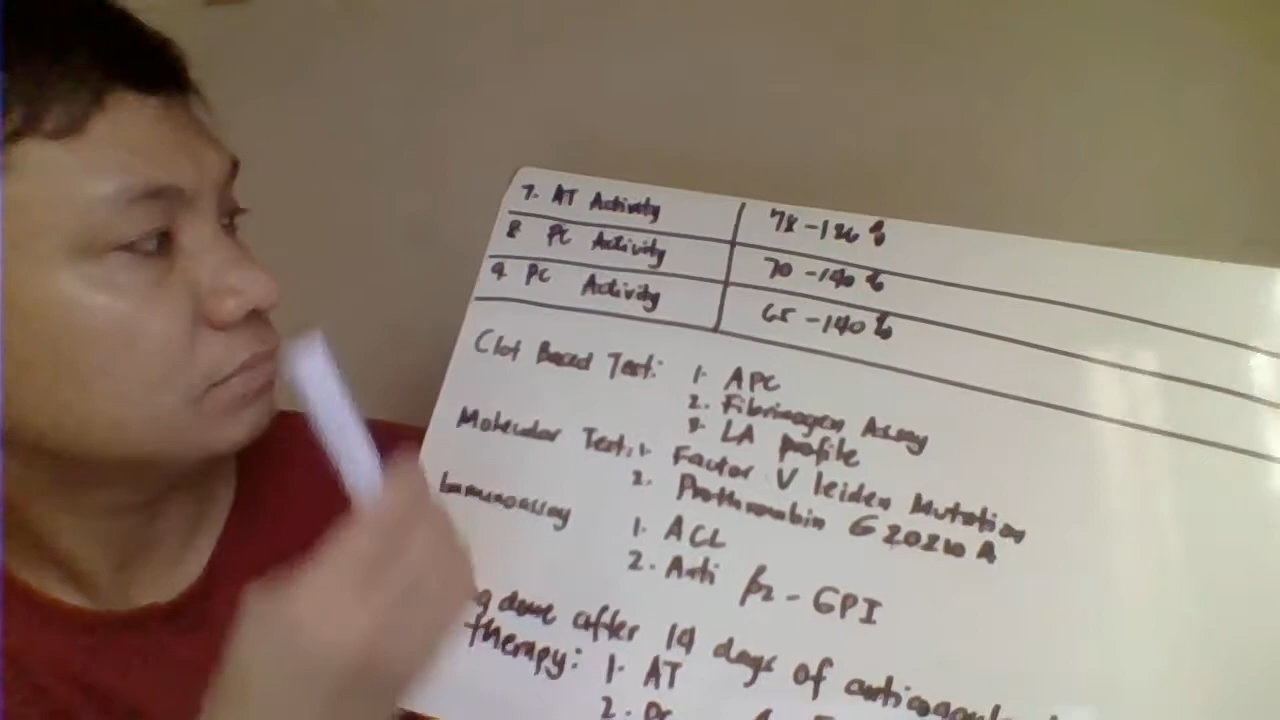 7. AT Activity 78-126%
8 PC Activity 70-140%
9 PC Activity 65-140%
Clot Based Test: 1. APC
2. Fibrinogen Assay
3. LA profile
Molecular Test: 1. Factor V leiden Mutation
2. Prothrombin G20210A
Immunoassay 1. ACL
2. Anti β2-GPI
done after 14 days of
therapy: 1. AT
2. PC